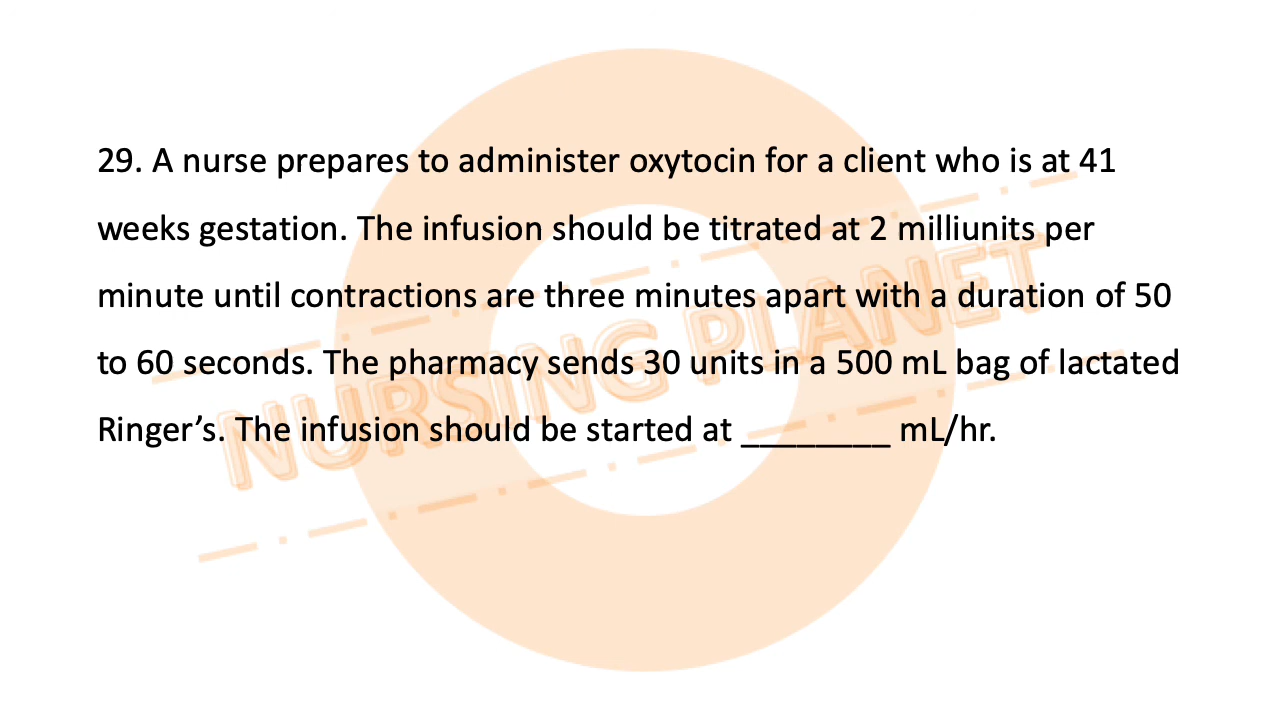 29. A nurse prepares to administer oxytocin for a client who is at 41
weeks gestation. The infusion should be titrated at 2 milliunits per
minute until contractions are three minutes apart with a duration of 50
to 60 seconds. The pharmacy sends 30 units in a 500 mL bag of lactated
Ringer’s. The infusion should be started at ________ mL/hr.
NURSING PLANET